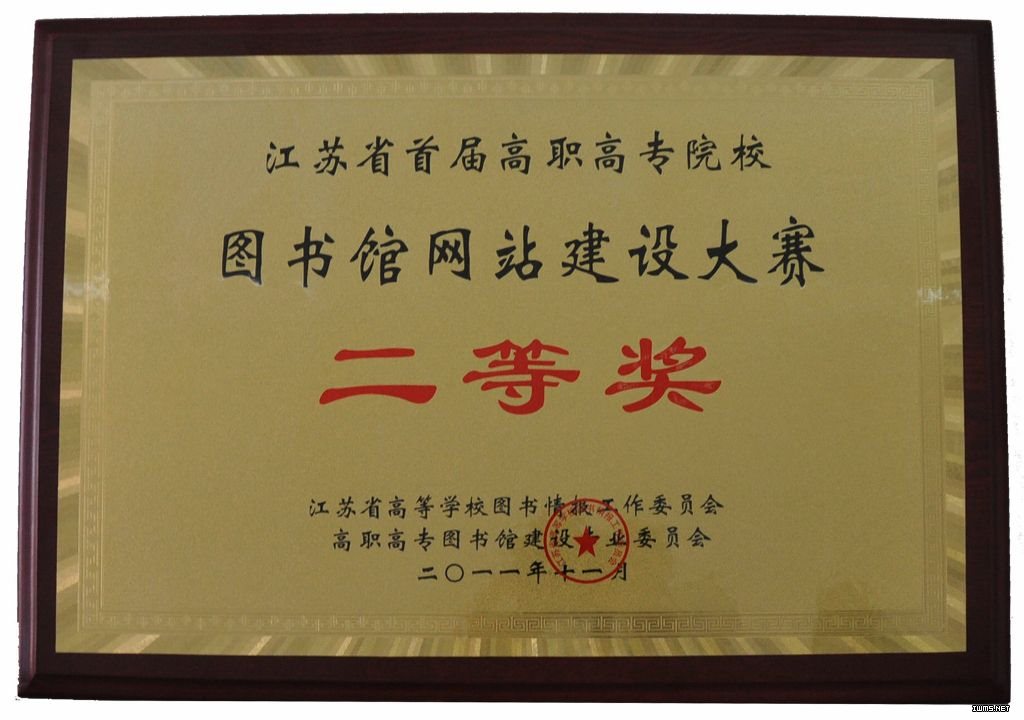 江苏省首届高职高专院校
图书馆网站建设大赛
二等奖
江苏省高等学校图书情报工作委员会
高职高专图书馆建设专业委员会
二〇一一年十一月
IWMS.NET